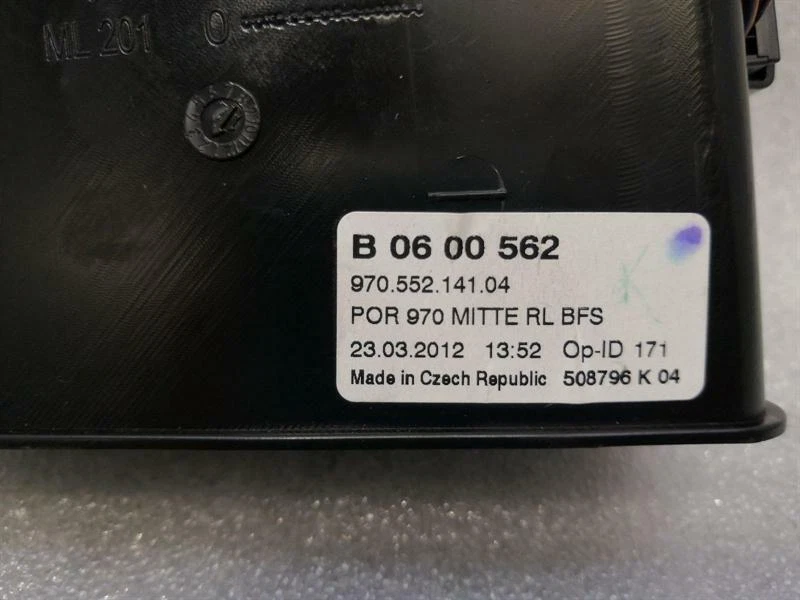 ML 201 O
B 06 00 562
970.552.141.04
POR 970 MITTE RL BFS
23.03.2012 13:52 Op-ID 171
Made in Czech Republic 508796 K 04